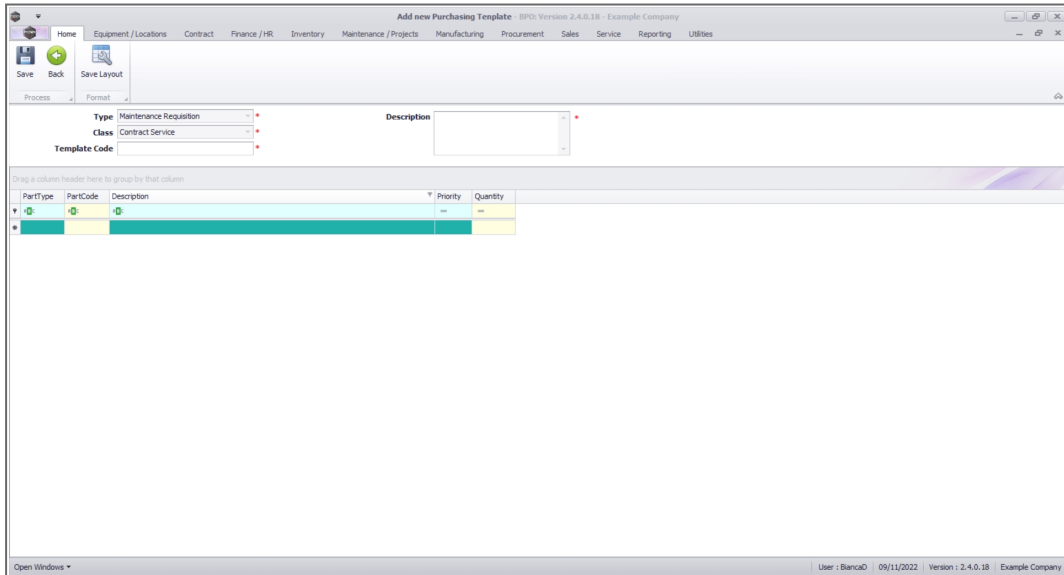 Add new Purchasing Tenplate - BPO: Version 2.4.0.18 - Example Company
Home Equipment / Locations Contract Finance / HR Inventory Maintenance / Projects Manufacturing Procurement Sales Service Reporting Utilities
Save Back Save Layout
Process Format
Type Maintenance Requisition * Description *
Class Contract Service *
Template Code *
Drag a column header here to group by that column
PartType PartCode Description Priority Quantity
Open Windows User : BiancaD 09/11/2022 Version : 2.4.0.18 Example Company